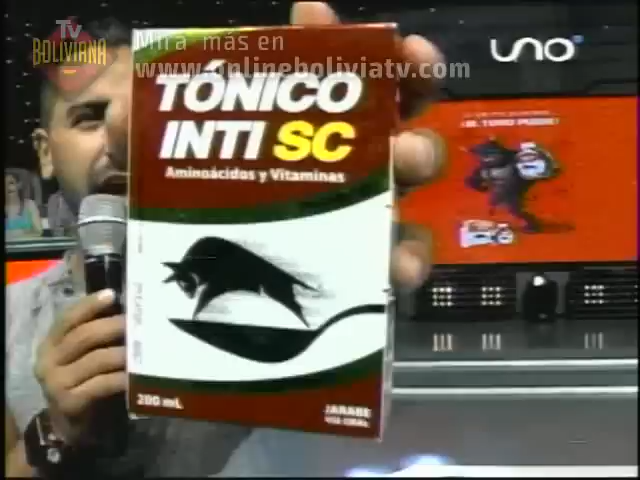 Tv
BOLIVIANA
Mira más en
www.onlineboliviatv.com
uno
TÓNICO
INTI SC
Aminoácidos y Vitaminas
¡EL TORO PUEDE!
200 mL
JARABE
VIA ORAL